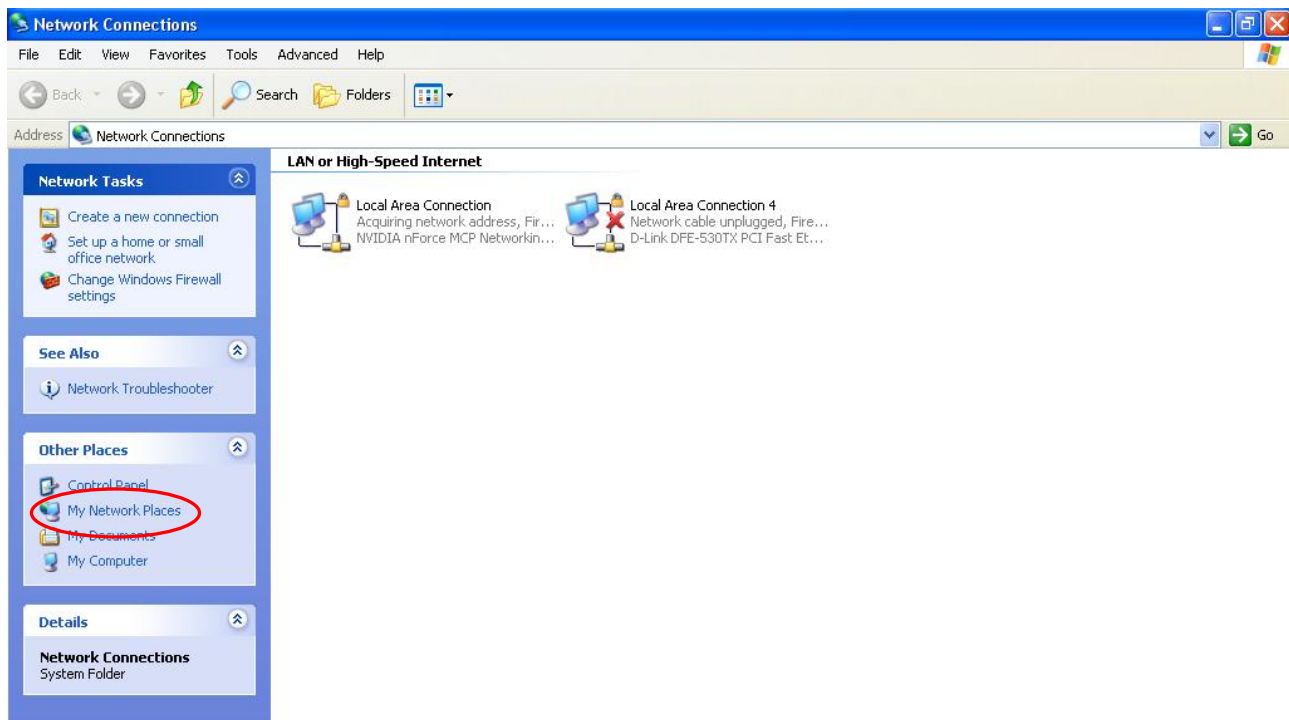 Network Connections
File Edit View Favorites Tools Advanced Help
Back Search Folders
Address Network Connections Go
Network Tasks
Create a new connection
Set up a home or small
office network
Change Windows Firewall
settings
See Also
Network Troubleshooter
Other Places
Control Panel
My Network Places
My Documents
My Computer
Details
Network Connections
System Folder
LAN or High-Speed Internet
Local Area Connection
Acquiring network address, Fir...
NVIDIA nForce MCP Networkin...
Local Area Connection 4
Network cable unplugged, Fire...
D-Link DFE-530TX PCI Fast Et...